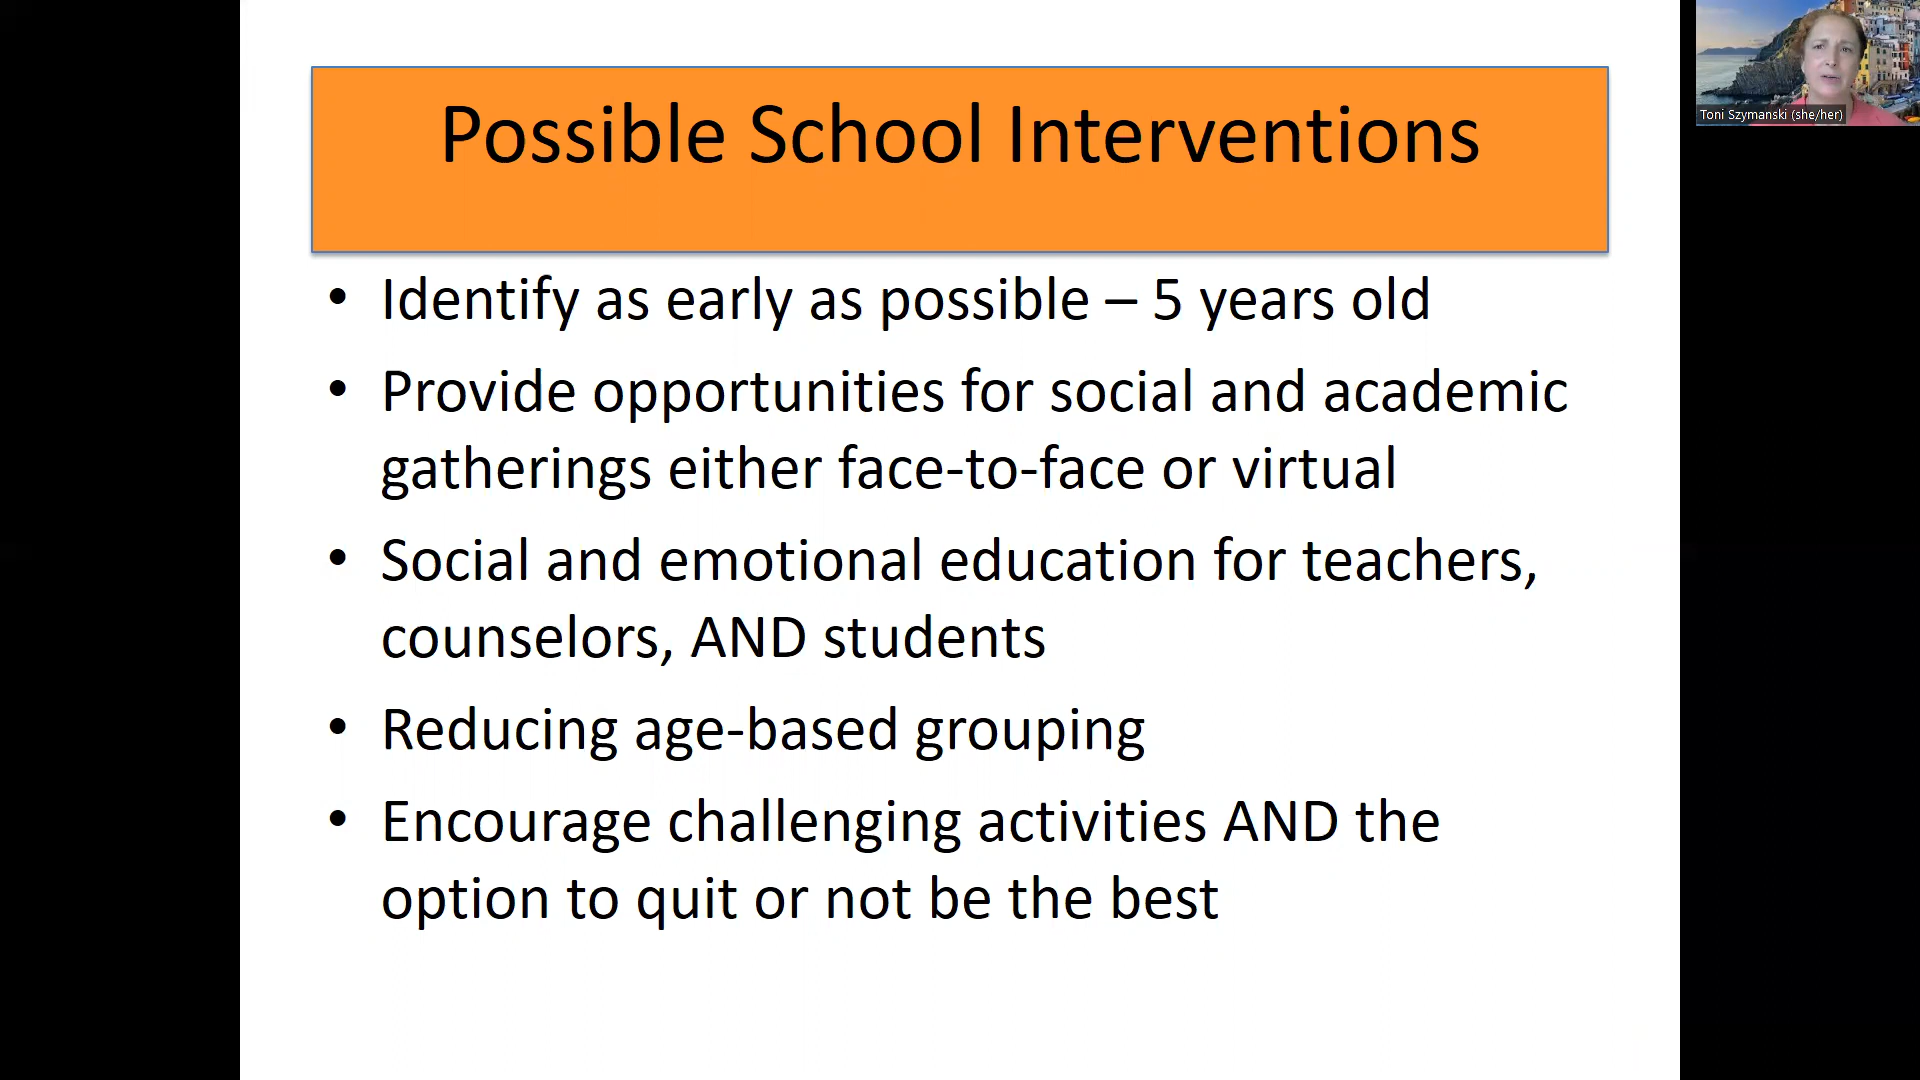 Possible School Interventions
Toni Szymanski (she/her)
• Identify as early as possible – 5 years old
• Provide opportunities for social and academic
gatherings either face-to-face or virtual
• Social and emotional education for teachers,
counselors, AND students
• Reducing age-based grouping
• Encourage challenging activities AND the
option to quit or not be the best